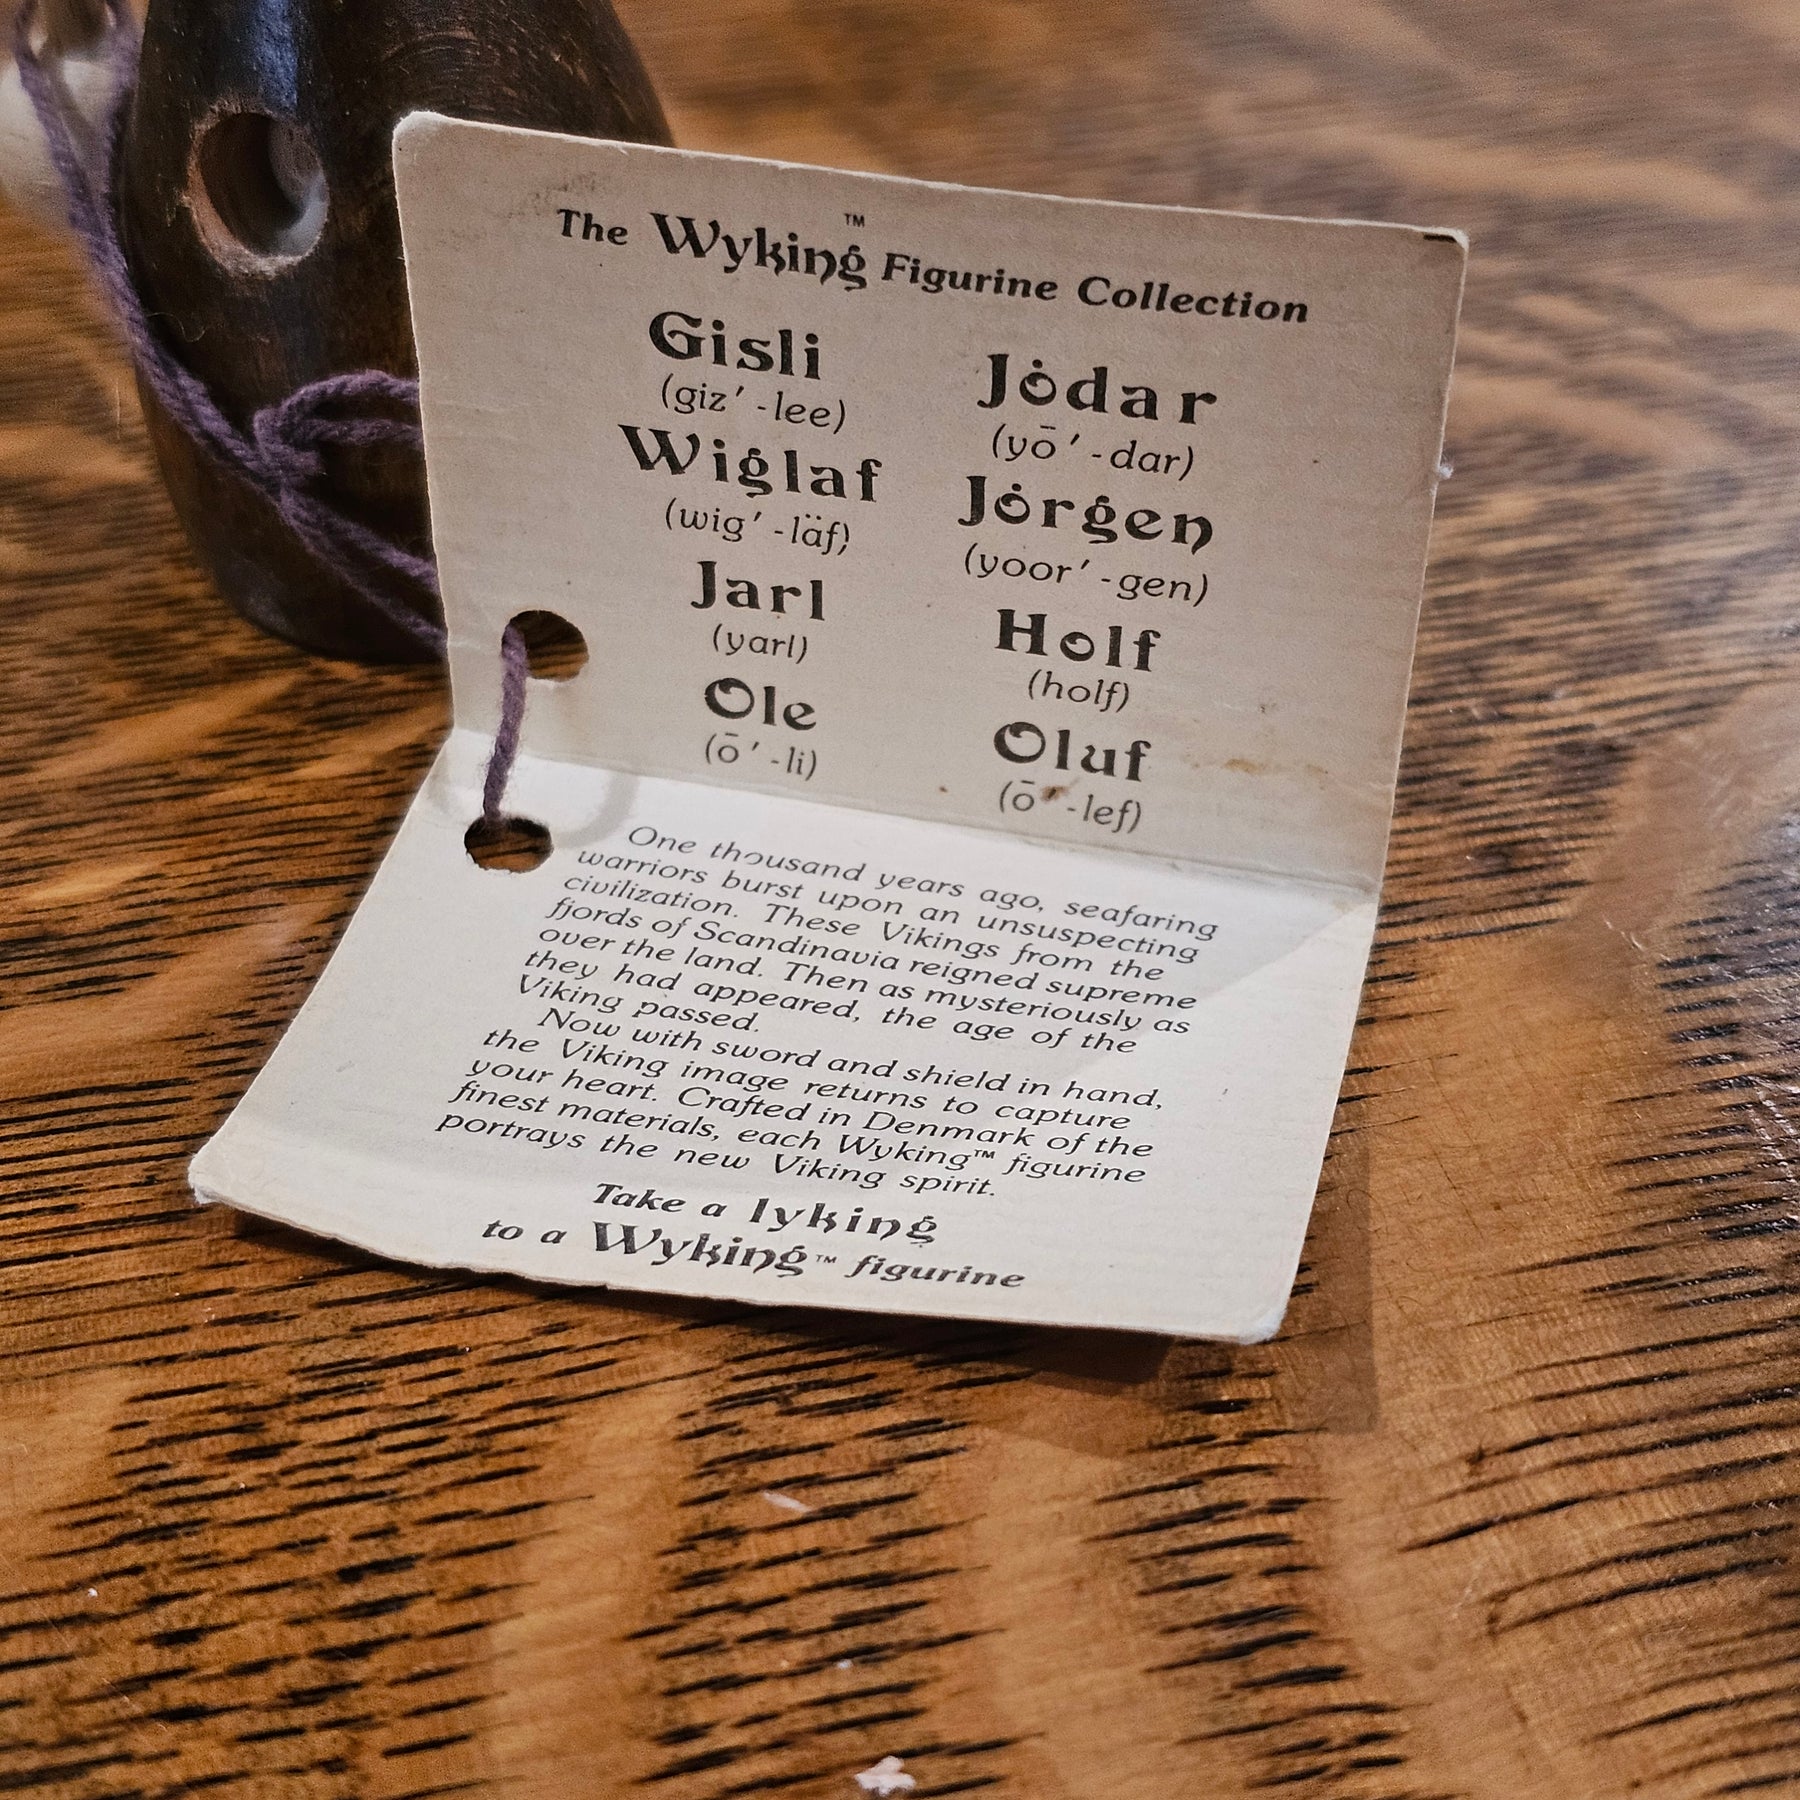 The Wyking™ Figurine Collection
Gisli
(giz′-lee)
Wiglaf
(wig′-läf)
Jarl
(yarl)
Ole
(ō′-li)
Jȯdar
(yō′-dar)
Jȯrgen
(yoor′-gen)
Holf
(holf)
Oluf
(ō′-lef)
One thousand years ago, seafaring
warriors burst upon an unsuspecting
civilization. These Vikings from the
fjords of Scandinavia reigned supreme
over the land. Then as mysteriously as
they had appeared, the age of the
Viking passed.
Now with sword and shield in hand,
the Viking image returns to capture
your heart. Crafted in Denmark of the
finest materials, each Wyking™ figurine
portrays the new Viking spirit.
Take a lyking
to a Wyking™ figurine